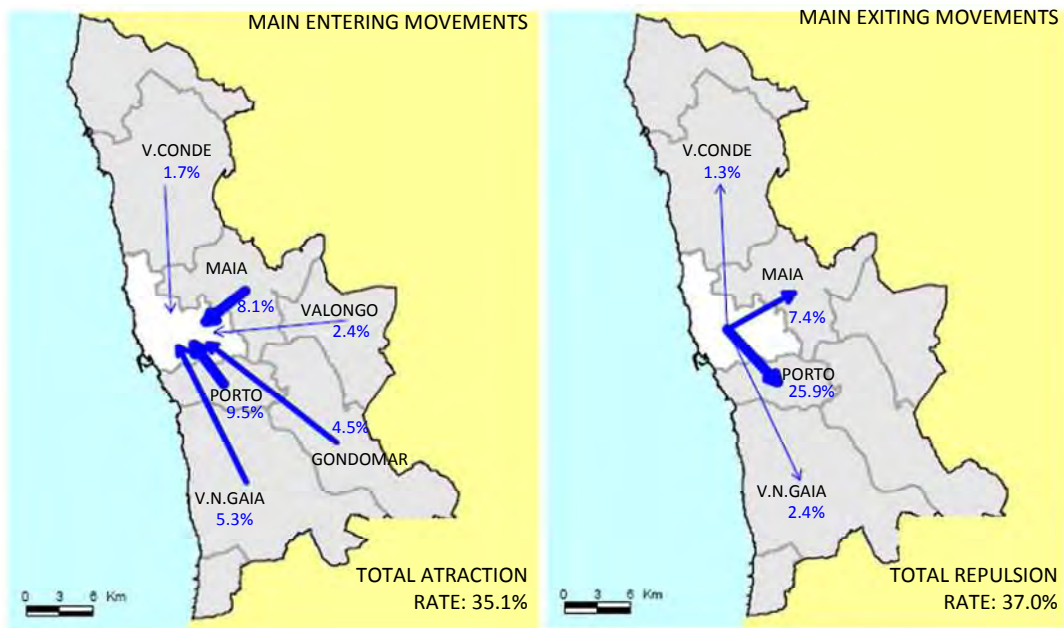 MAIN ENTERING MOVEMENTS
V.CONDE
1.7%
MAIA
8.1%
VALONGO
2.4%
PORTO
9.5%
4.5%
GONDOMAR
V.N.GAIA
5.3%
TOTAL ATRACTION
RATE: 35.1%
0 3 6 Km
MAIN EXITING MOVEMENTS
V.CONDE
1.3%
MAIA
7.4%
PORTO
25.9%
V.N.GAIA
2.4%
TOTAL REPULSION
RATE: 37.0%
0 3 6 Km